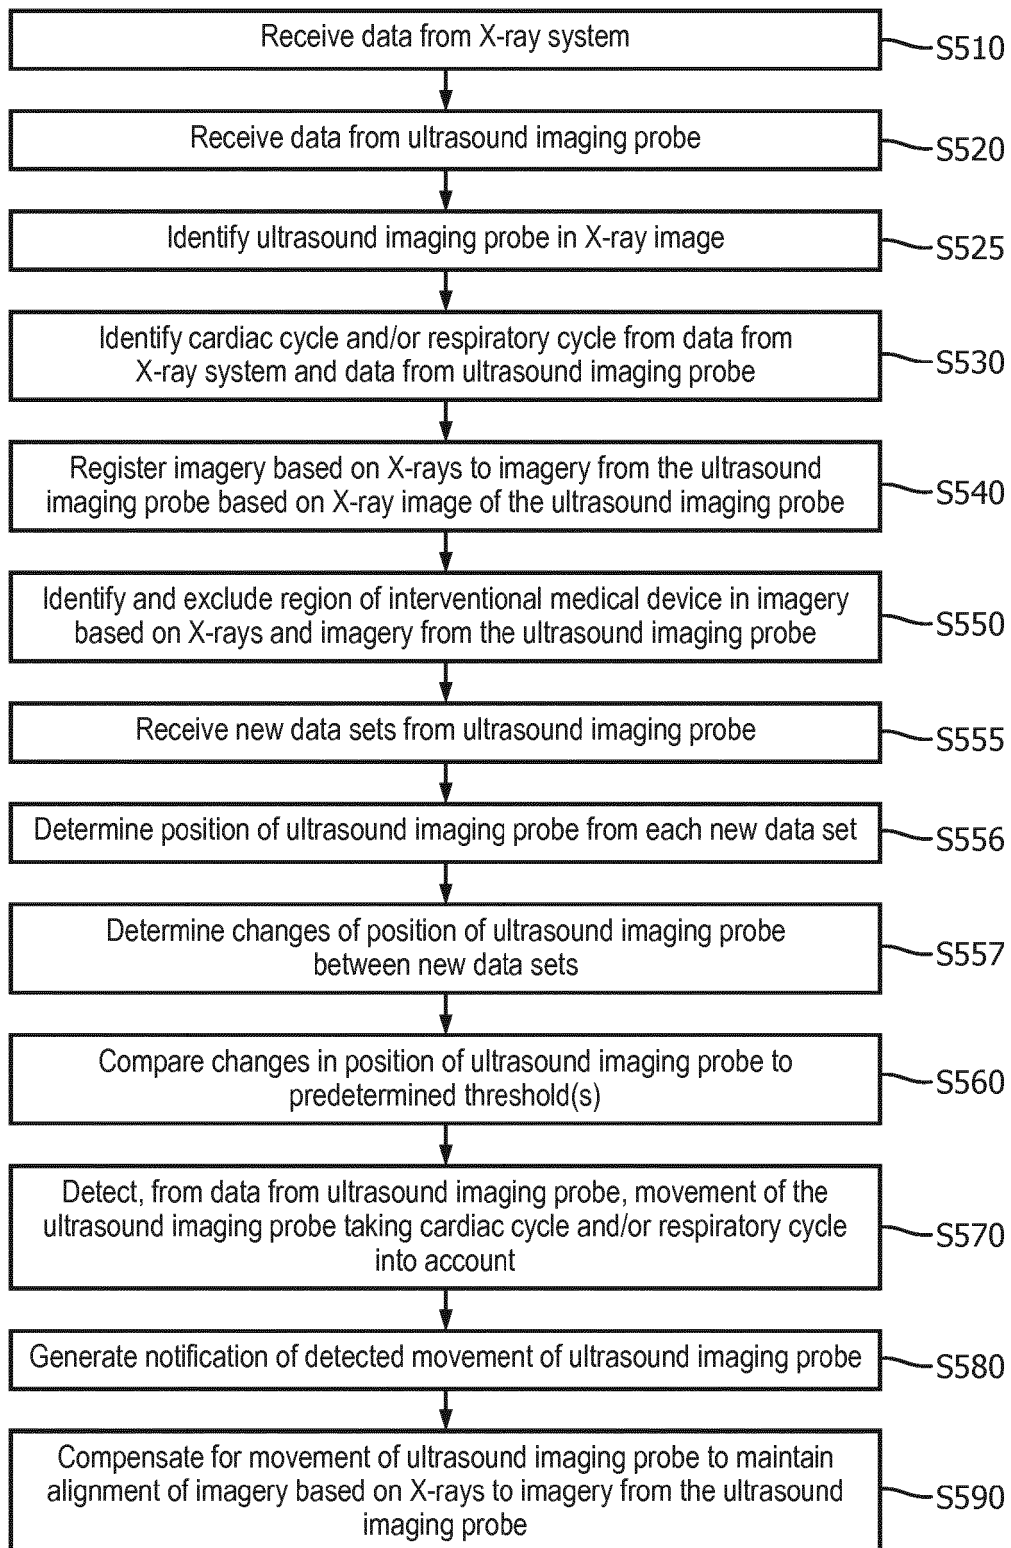 Receive data from X-ray system
S510
Receive data from ultrasound imaging probe
S520
Identify ultrasound imaging probe in X-ray image
S525
Identify cardiac cycle and/or respiratory cycle from data from
X-ray system and data from ultrasound imaging probe
S530
Register imagery based on X-rays to imagery from the ultrasound
imaging probe based on X-ray image of the ultrasound imaging probe
S540
Identify and exclude region of interventional medical device in imagery
based on X-rays and imagery from the ultrasound imaging probe
S550
Receive new data sets from ultrasound imaging probe
S555
Determine position of ultrasound imaging probe from each new data set
S556
Determine changes of position of ultrasound imaging probe
between new data sets
S557
Compare changes in position of ultrasound imaging probe to
predetermined threshold(s)
S560
Detect, from data from ultrasound imaging probe, movement of the
ultrasound imaging probe taking cardiac cycle and/or respiratory cycle
into account
S570
Generate notification of detected movement of ultrasound imaging probe
S580
Compensate for movement of ultrasound imaging probe to maintain
alignment of imagery based on X-rays to imagery from the ultrasound
imaging probe
S590